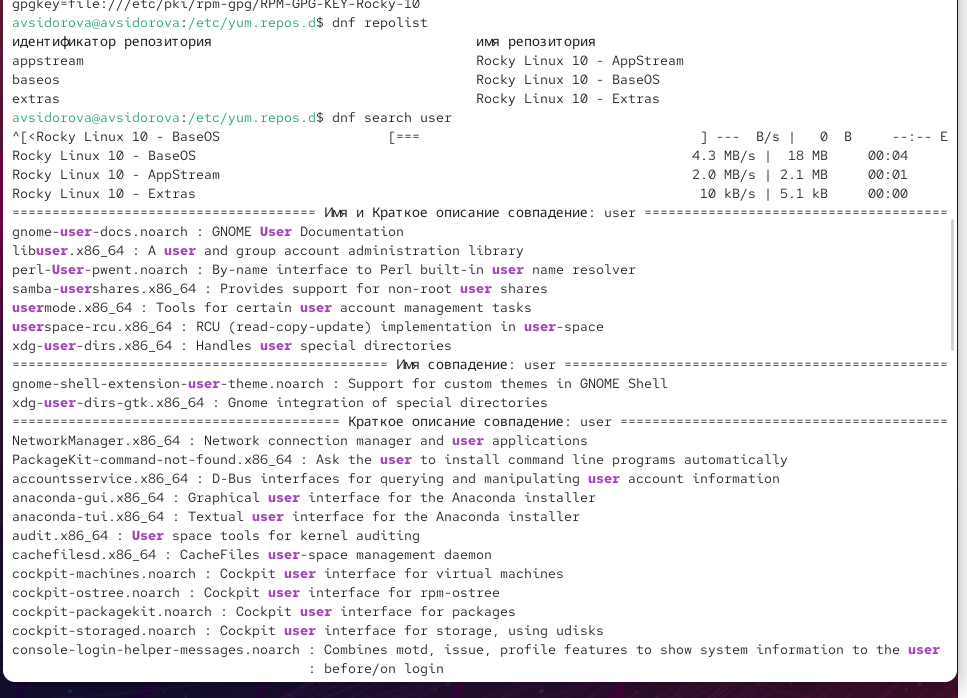 gpgkey=file:///etc/pki/rpm-gpg/RPM-GPG-KEY-Rocky-10
avsidorova@avsidorova:/etc/yum.repos.d$ dnf repolist
идентификатор репозитория имя репозитория
appstream Rocky Linux 10 - AppStream
baseos Rocky Linux 10 - BaseOS
extras Rocky Linux 10 - Extras
avsidorova@avsidorova:/etc/yum.repos.d$ dnf search user
^[<Rocky Linux 10 - BaseOS [=== ] --- B/s | 0 B --:-- E
Rocky Linux 10 - BaseOS 4.3 MB/s | 18 MB 00:04
Rocky Linux 10 - AppStream 2.0 MB/s | 2.1 MB 00:01
Rocky Linux 10 - Extras 10 kB/s | 5.1 kB 00:00
====================================== Имя и Краткое описание совпадение: user ======================================
gnome-user-docs.noarch : GNOME User Documentation
libuser.x86_64 : A user and group account administration library
perl-User-pwent.noarch : By-name interface to Perl built-in user name resolver
samba-usershares.x86_64 : Provides support for non-root user shares
usermode.x86_64 : Tools for certain user account management tasks
userspace-rcu.x86_64 : RCU (read-copy-update) implementation in user-space
xdg-user-dirs.x86_64 : Handles user special directories
=============================================== Имя совпадение: user ================================================
gnome-shell-extension-user-theme.noarch : Support for custom themes in GNOME Shell
xdg-user-dirs-gtk.x86_64 : Gnome integration of special directories
========================================= Краткое описание совпадение: user =========================================
NetworkManager.x86_64 : Network connection manager and user applications
PackageKit-command-not-found.x86_64 : Ask the user to install command line programs automatically
accountsservice.x86_64 : D-Bus interfaces for querying and manipulating user account information
anaconda-gui.x86_64 : Graphical user interface for the Anaconda installer
anaconda-tui.x86_64 : Textual user interface for the Anaconda installer
audit.x86_64 : User space tools for kernel auditing
cachefilesd.x86_64 : CacheFiles user-space management daemon
cockpit-machines.noarch : Cockpit user interface for virtual machines
cockpit-ostree.noarch : Cockpit user interface for rpm-ostree
cockpit-packagekit.noarch : Cockpit user interface for packages
cockpit-storaged.noarch : Cockpit user interface for storage, using udisks
console-login-helper-messages.noarch : Combines motd, issue, profile features to show system information to the user
: before/on login